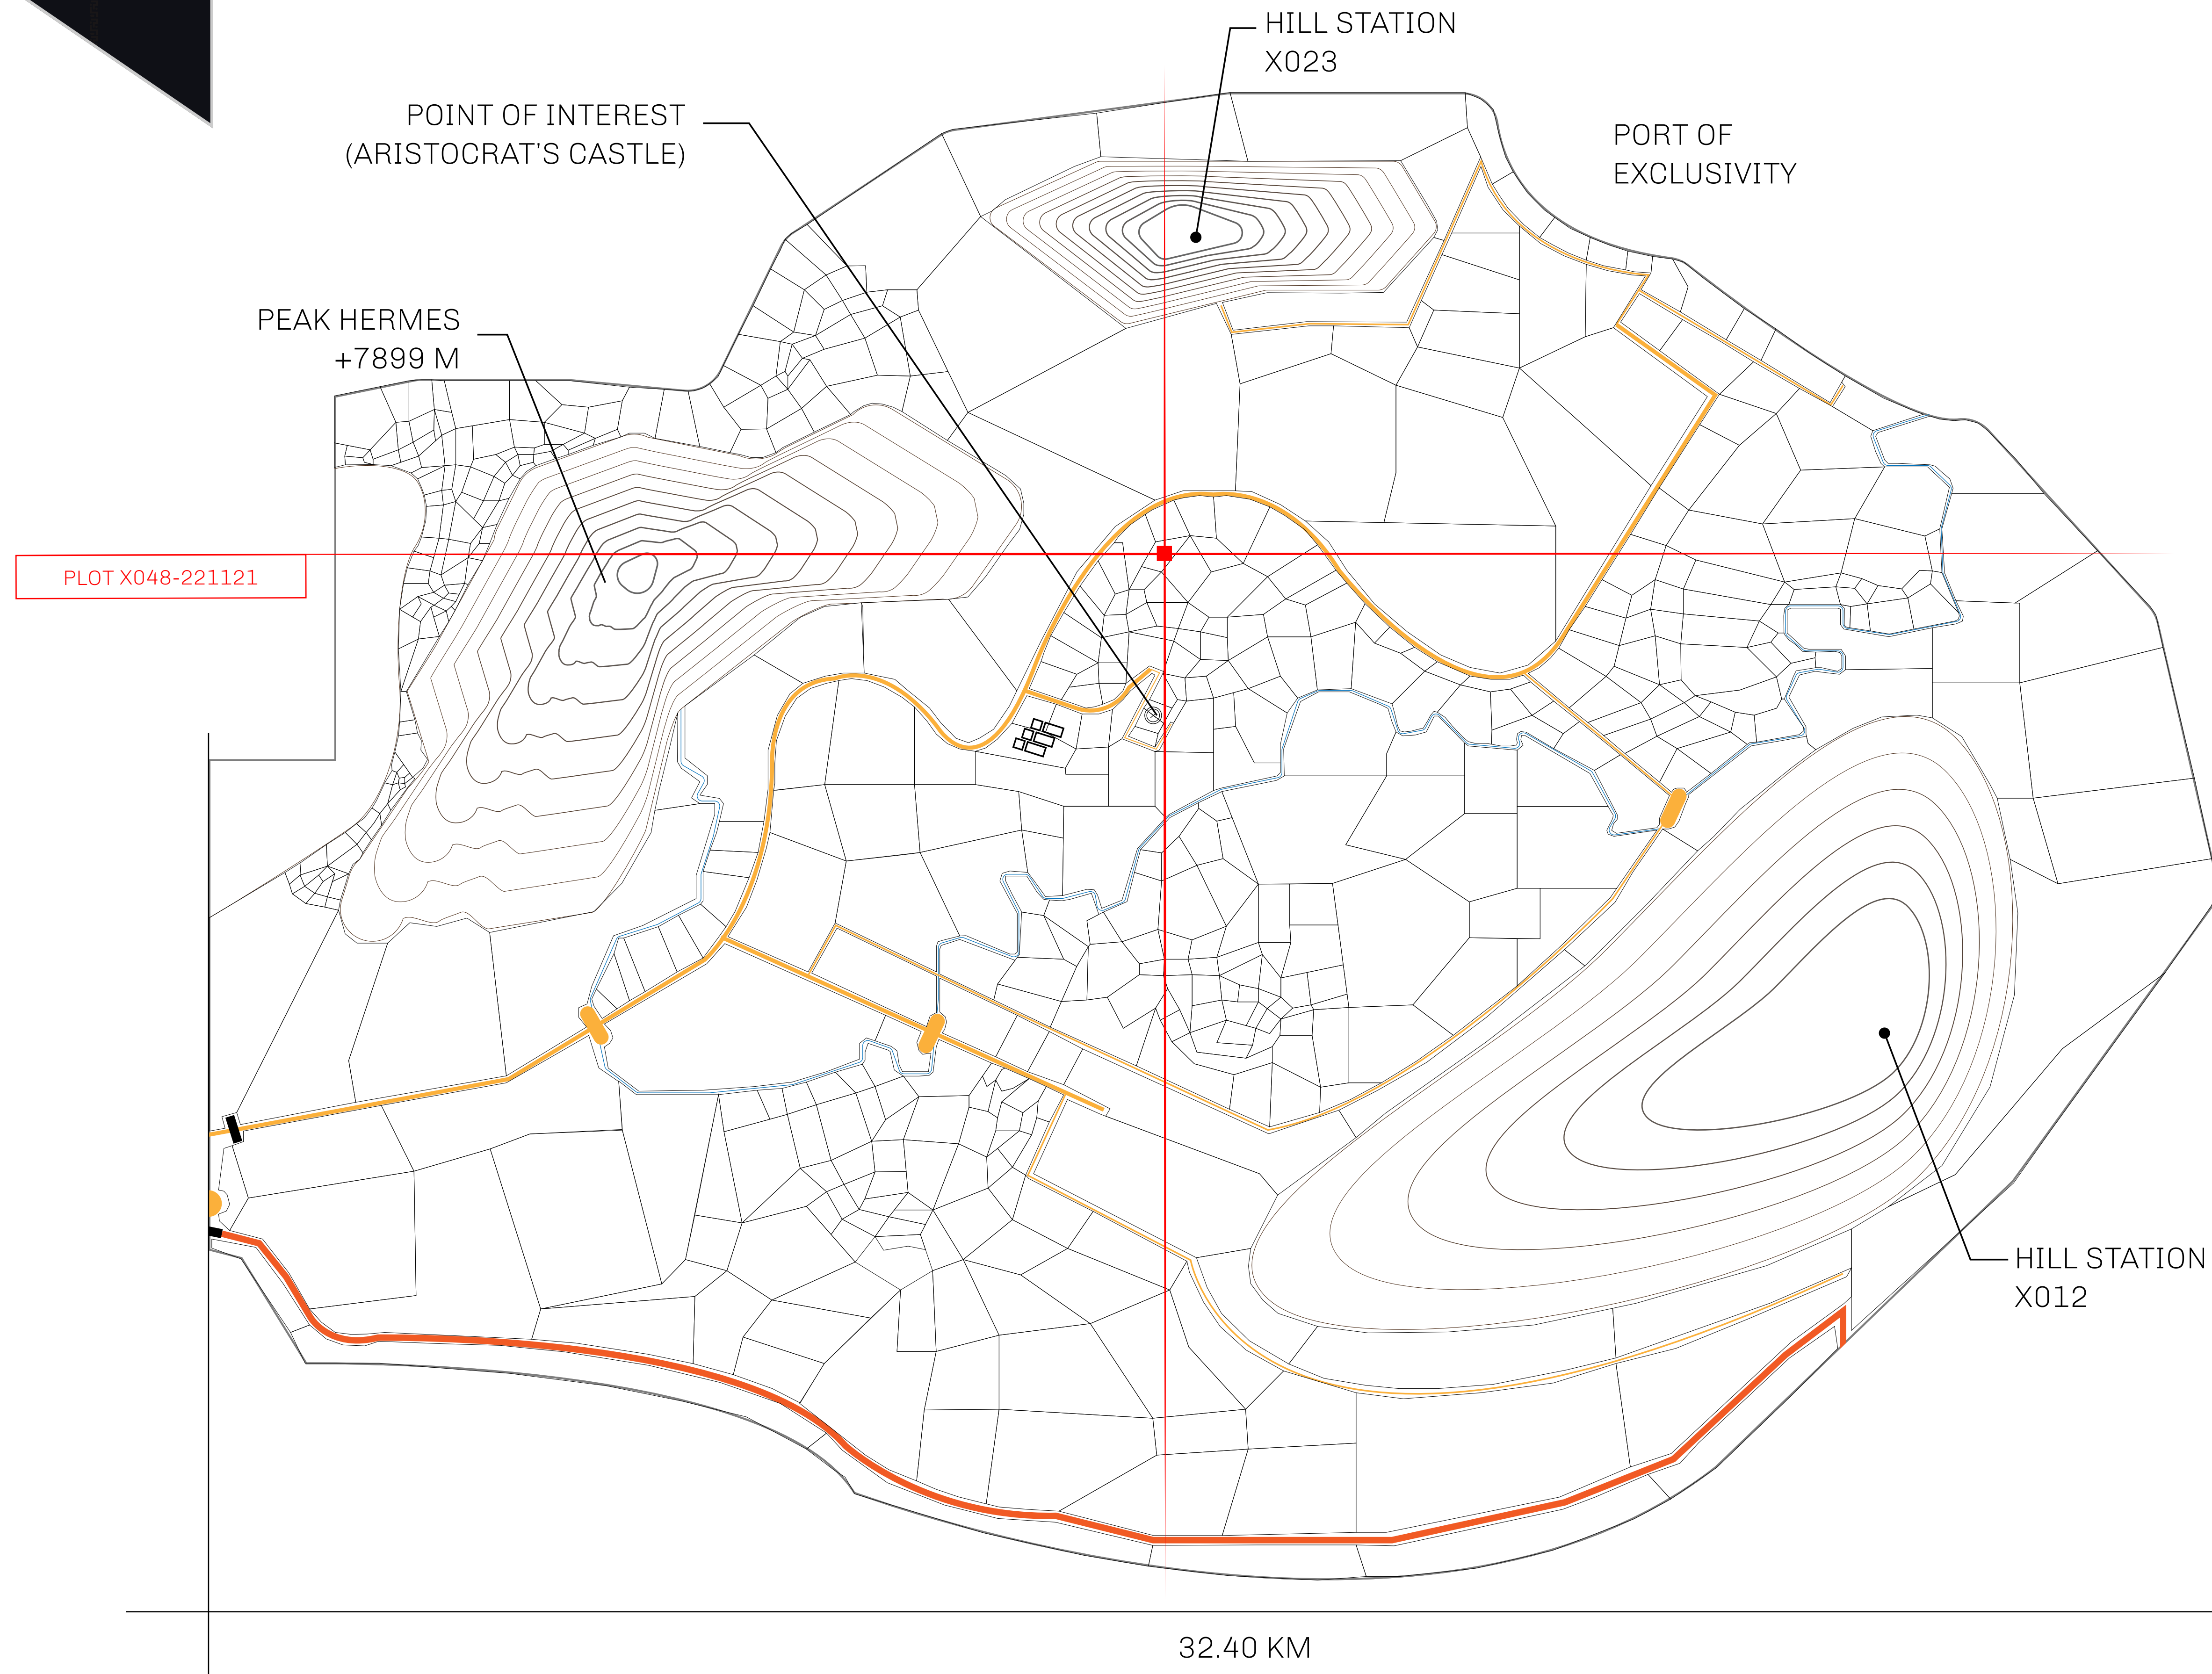 HILL STATION
X023
POINT OF INTEREST
(ARISTOCRAT'S CASTLE)
PORT OF
EXCLUSIVITY
PEAK HERMES
+7899 M
PLOT X048-221121
HILL STATION
X012
32.40 KM